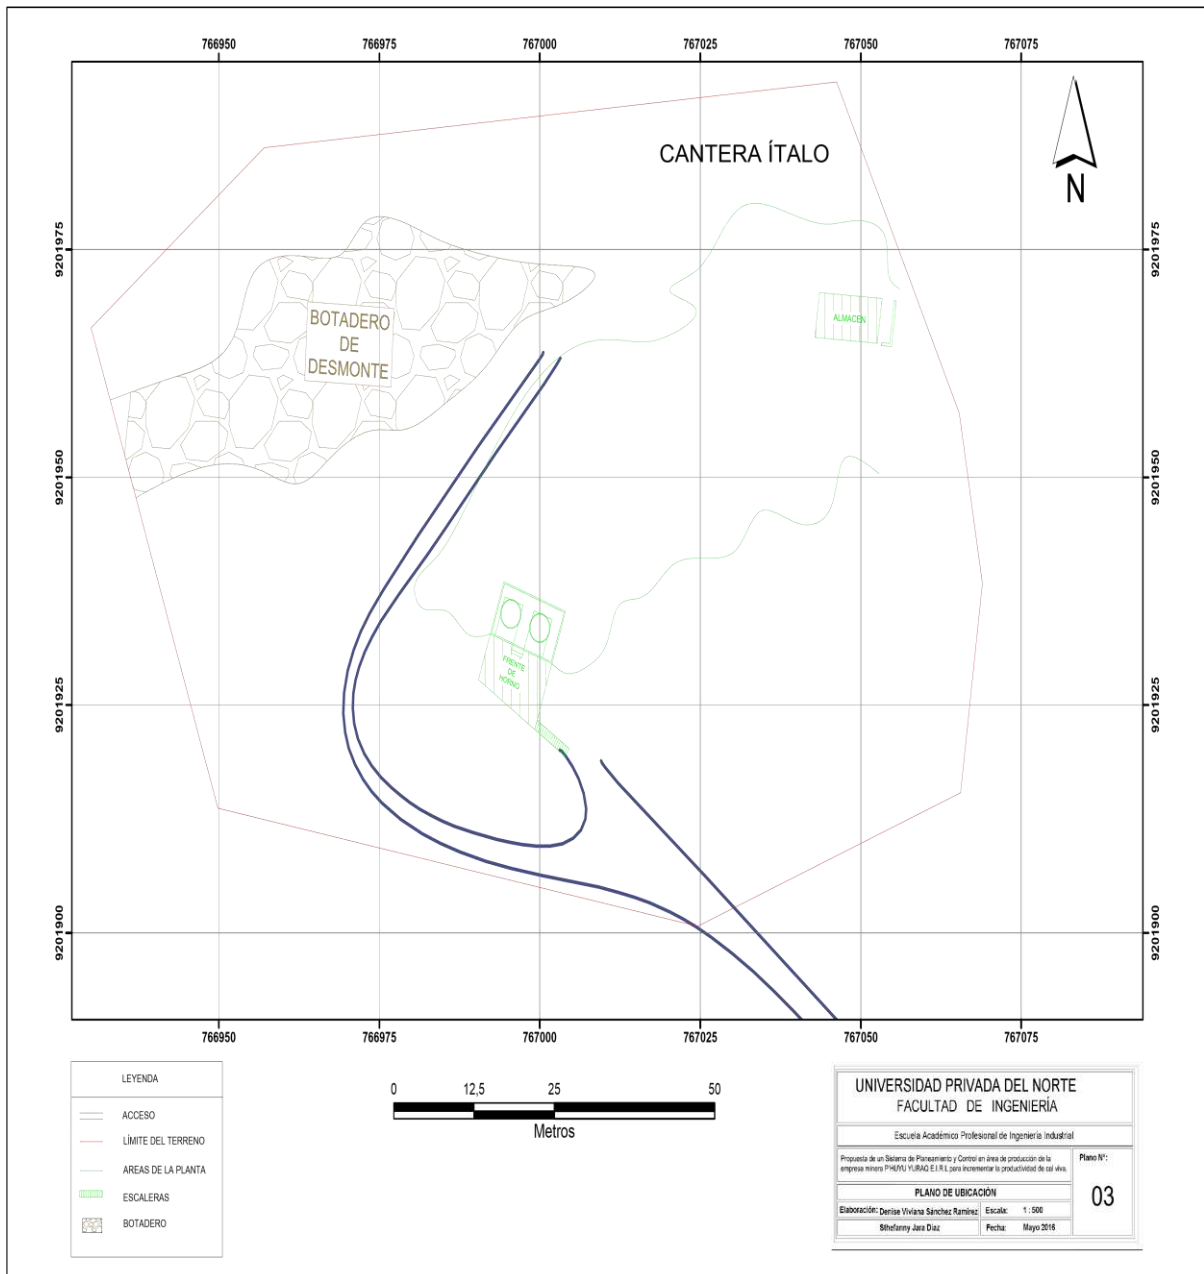 766950 766975 767000 767025 767050 767075
CANTERA ÍTALO
N
9201975
9201975
BOTADERO
DE
DESMONTE
ALMACEN
9201950
9201950
FRENTE
DE
HORNO
9201925
9201925
9201900
9201900
766950 766975 767000 767025 767050 767075
LEYENDA
ACCESO
LÍMITE DEL TERRENO
AREAS DE LA PLANTA
ESCALERAS
BOTADERO
0 12,5 25 50
Metros
UNIVERSIDAD PRIVADA DEL NORTE
FACULTAD DE INGENIERÍA
Escuela Académico Profesional de Ingeniería Industrial
Propuesta de un Sistema de Planeamiento y Control en área de producción de la
empresa minera P'HUYU YURAQ E.I.R.L para incrementar la productividad de cal viva.
Plano N°:
03
PLANO DE UBICACIÓN
Elaboración: Denise Viviana Sánchez Ramírez Escala: 1 : 500
Sthefanny Jara Diaz Fecha: Mayo 2016